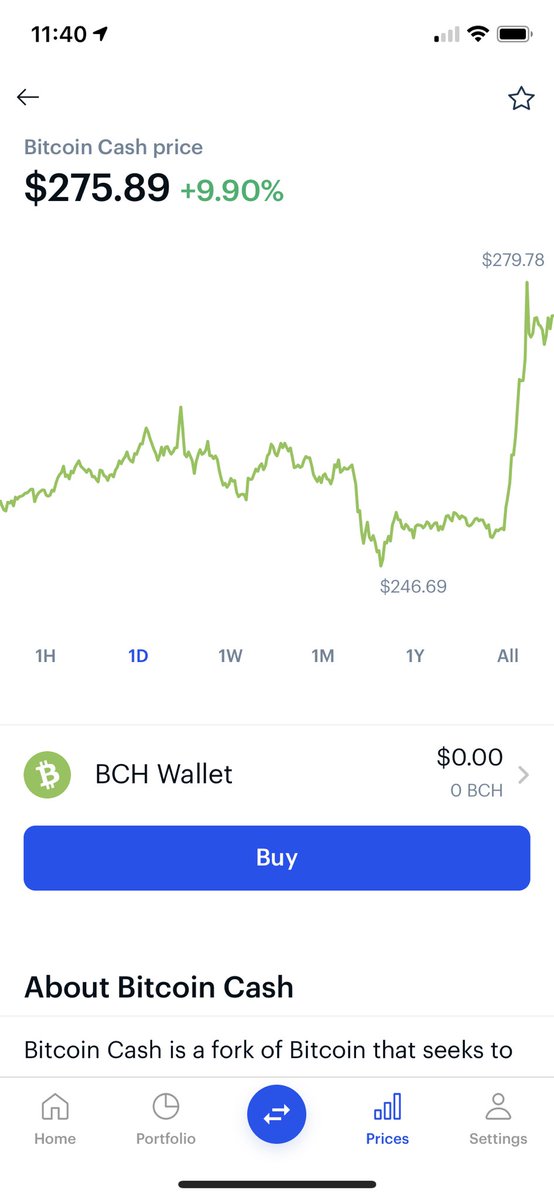 11:40
Bitcoin Cash price
$275.89 +9.90%
$279.78
$246.69
1H 1D 1W 1M 1Y All
BCH Wallet
$0.00
0 BCH
Buy
About Bitcoin Cash
Bitcoin Cash is a fork of Bitcoin that seeks to
Home Portfolio Prices Settings